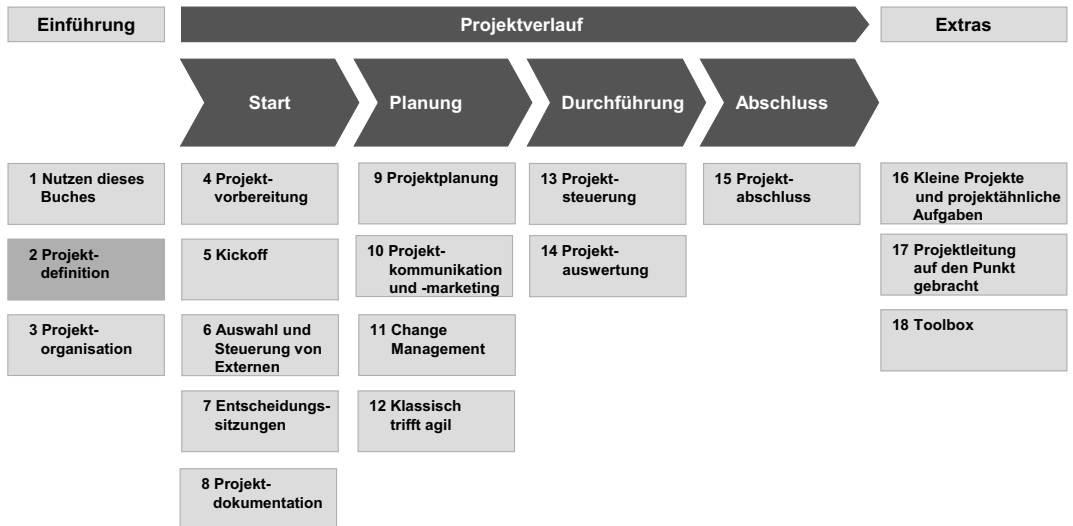 Einführung
Projektverlauf
Extras
Start
Planung
Durchführung
Abschluss
1 Nutzen dieses
Buches
2 Projekt-
definition
3 Projekt-
organisation
4 Projekt-
vorbereitung
5 Kickoff
6 Auswahl und
Steuerung von
Externen
7 Entscheidungs-
sitzungen
8 Projekt-
dokumentation
9 Projektplanung
10 Projekt-
kommunikation
und -marketing
11 Change
Management
12 Klassisch
trifft agil
13 Projekt-
steuerung
14 Projekt-
auswertung
15 Projekt-
abschluss
16 Kleine Projekte
und projektähnliche
Aufgaben
17 Projektleitung
auf den Punkt
gebracht
18 Toolbox